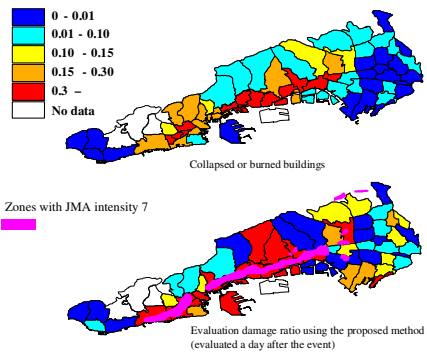 0 - 0.01
0.01 - 0.10
0.10 - 0.15
0.15 - 0.30
0.3 –
No data
Collapsed or burned buildings
Zones with JMA intensity 7
Evaluation damage ratio using the proposed method
(evaluated a day after the event)